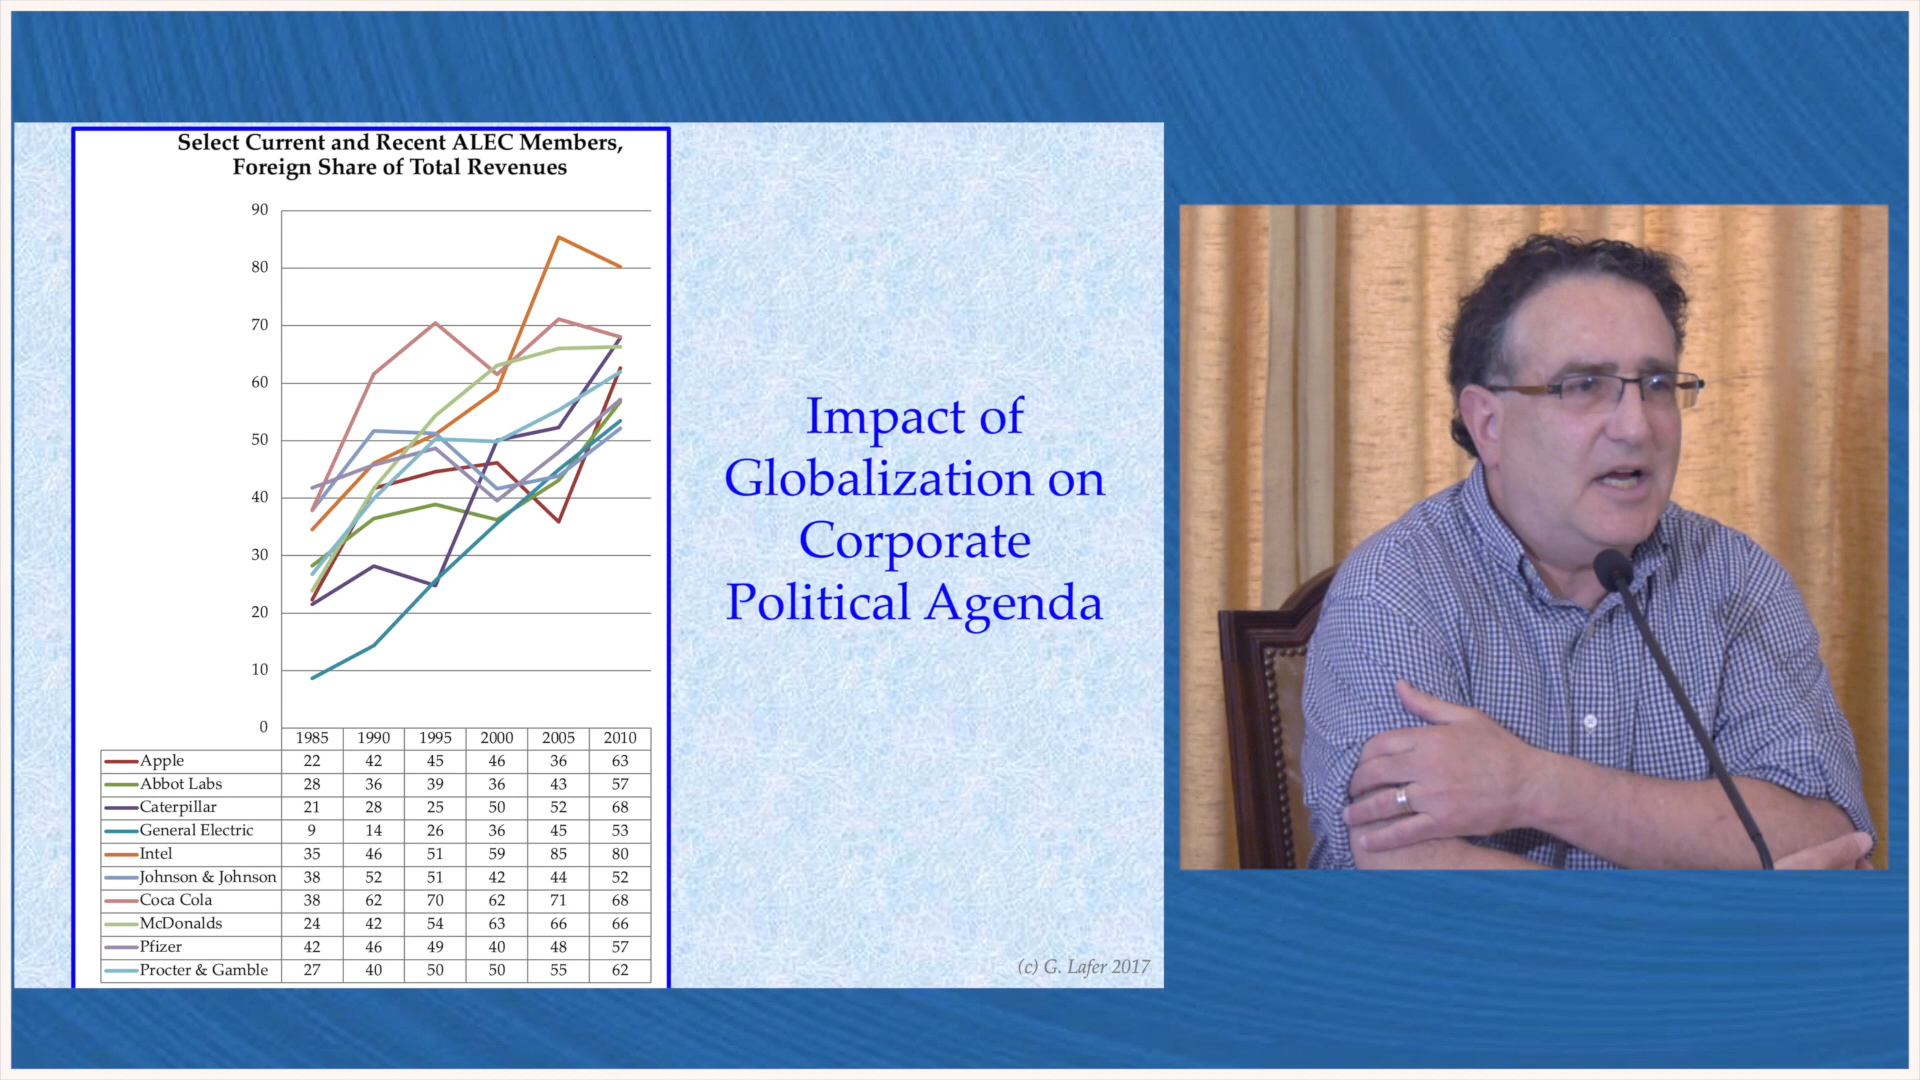 Select Current and Recent ALEC Members,
Foreign Share of Total Revenues
90
80
70
60
50
40
30
20
10
0
1985 1990 1995 2000 2005 2010
Apple 22 42 45 46 36 63
Abbot Labs 28 36 39 36 43 57
Caterpillar 21 28 25 50 52 68
General Electric 9 14 26 36 45 53
Intel 35 46 51 59 85 80
Johnson & Johnson 38 52 51 42 44 52
Coca Cola 38 62 70 62 71 68
McDonalds 24 42 54 63 66 66
Pfizer 42 46 49 40 48 57
Procter & Gamble 27 40 50 50 55 62
Impact of
Globalization on
Corporate
Political Agenda
(c) G. Lafer 2017